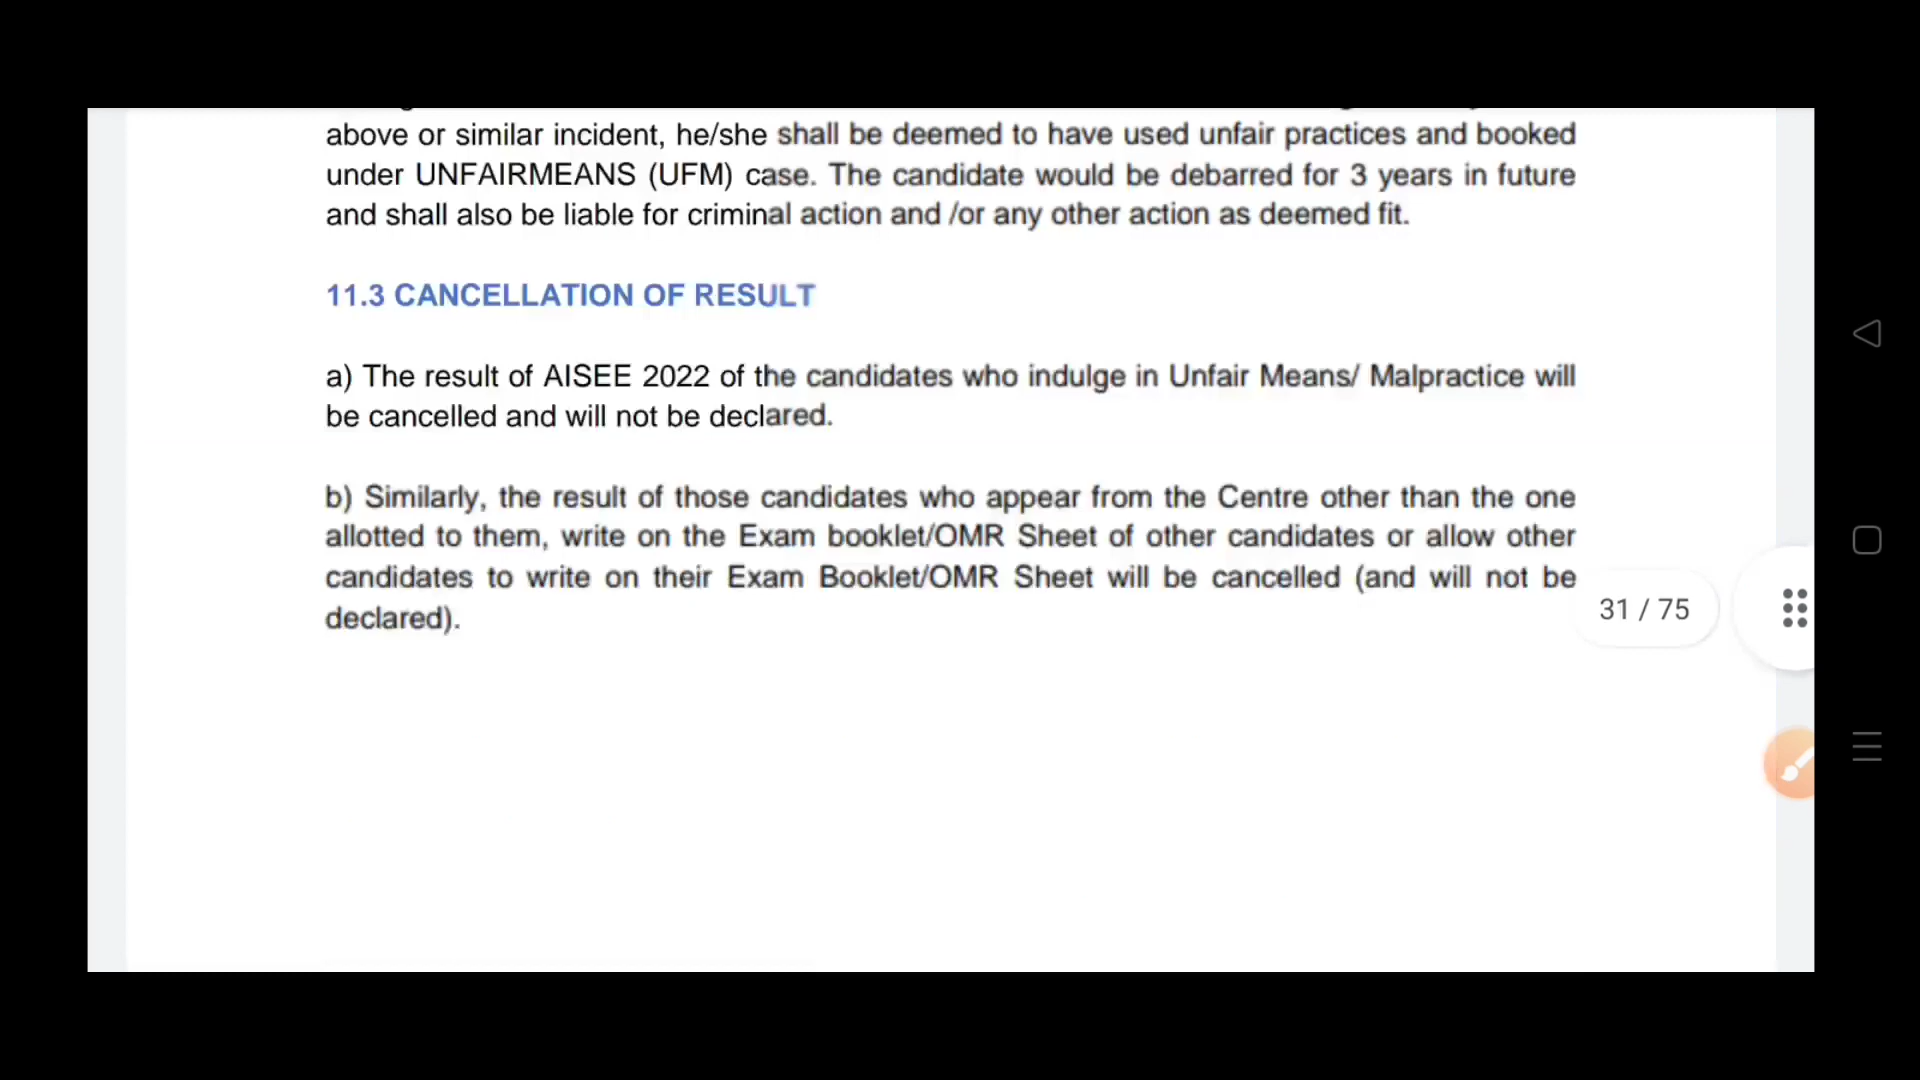 above or similar incident, he/she shall be deemed to have used unfair practices and booked
under UNFAIRMEANS (UFM) case. The candidate would be debarred for 3 years in future
and shall also be liable for criminal action and /or any other action as deemed fit.
11.3 CANCELLATION OF RESULT
a) The result of AISEE 2022 of the candidates who indulge in Unfair Means/ Malpractice will
be cancelled and will not be declared.
b) Similarly, the result of those candidates who appear from the Centre other than the one
allotted to them, write on the Exam booklet/OMR Sheet of other candidates or allow other
candidates to write on their Exam Booklet/OMR Sheet will be cancelled (and will not be
declared).
31 / 75